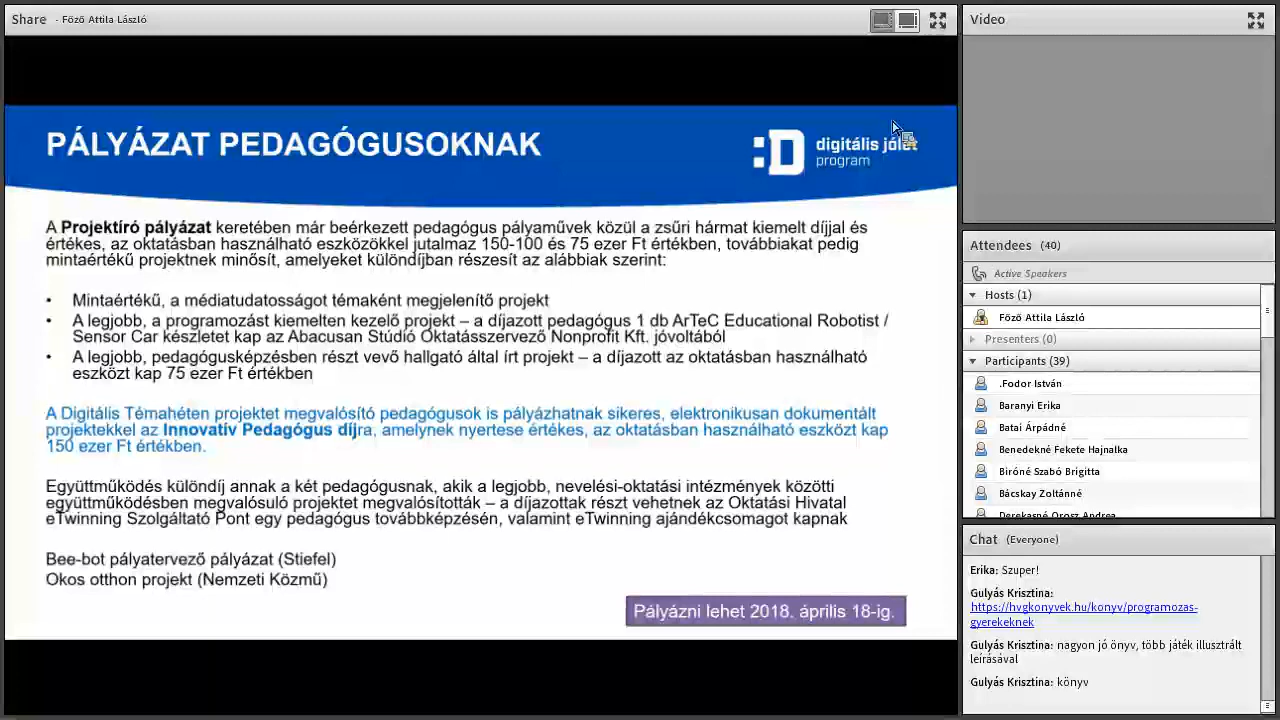 Share - Főző Attila László
PÁLYÁZAT PEDAGÓGUSOKNAK
:D digitális jólét
program
A Projektíró pályázat keretében már beérkezett pedagógus pályaművek közül a zsűri hármat kiemelt díjjal és
értékes, az oktatásban használható eszközökkel jutalmaz 150-100 és 75 ezer Ft értékben, továbbiakat pedig
mintaértékű projektnek minősít, amelyeket különdíjban részesít az alábbiak szerint:
• Mintaértékű, a médiatudatosságot témaként megjelenítő projekt
• A legjobb, a programozást kiemelten kezelő projekt – a díjazott pedagógus 1 db ArTeC Educational Robotist /
Sensor Car készletet kap az Abacusan Stúdió Oktatásszervező Nonprofit Kft. jóvoltából
• A legjobb, pedagógusképzésben részt vevő hallgató által írt projekt – a díjazott az oktatásban használható
eszközt kap 75 ezer Ft értékben
A Digitális Témahéten projektet megvalósító pedagógusok is pályázhatnak sikeres, elektronikusan dokumentált
projektekkel az Innovatív Pedagógus díjra, amelynek nyertese értékes, az oktatásban használható eszközt kap
150 ezer Ft értékben.
Együttműködés különdíj annak a két pedagógusnak, akik a legjobb, nevelési-oktatási intézmények közötti
együttműködésben megvalósuló projektet megvalósították – a díjazottak részt vehetnek az Oktatási Hivatal
eTwinning Szolgáltató Pont egy pedagógus továbbképzésén, valamint eTwinning ajándékcsomagot kapnak
Bee-bot pályatervező pályázat (Stiefel)
Okos otthon projekt (Nemzeti Közmű)
Pályázni lehet 2018. április 18-ig.
Video
Attendees (40)
Active Speakers
Hosts (1)
Főző Attila László
Presenters (0)
Participants (39)
.Fodor István
Baranyi Erika
Batai Árpádné
Benedekné Fekete Hajnalka
Bíróné Szabó Brigitta
Bácskay Zoltánné
Derekasné Orosz Andrea
Chat (Everyone)
Erika: Szuper!
Gulyás Krisztina:
https://hvgkonyvek.hu/konyv/programozas-
gyerekeknek
Gulyás Krisztina: nagyon jó önyv, több játék illusztrált
leírásával
Gulyás Krisztina: könyv